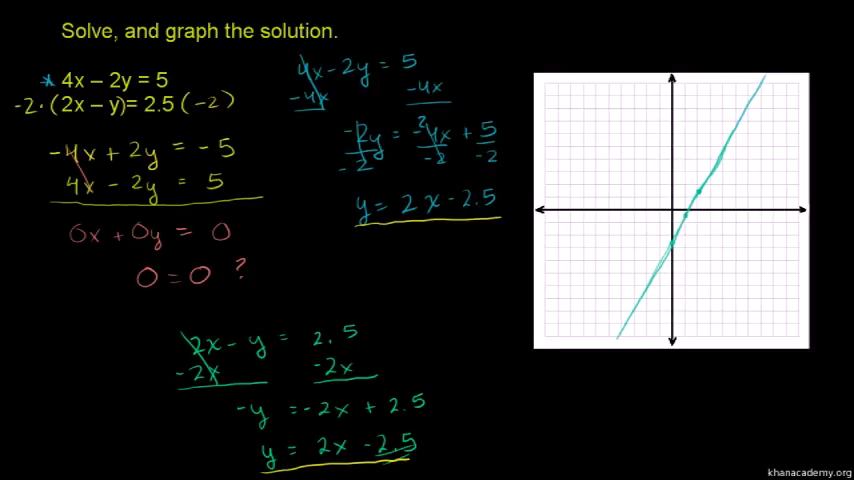 Solve, and graph the solution.
* 4x – 2y = 5
-2 · (2x – y)= 2.5 (-2)
-4x + 2y = -5
4x - 2y = 5
0x + 0y = 0
0 = 0 ?
4x - 2y = 5
-4x -4x
-2y = -4x + 5
-2 -2 -2
2
y = 2x - 2.5
2x - y = 2.5
-2x -2x
-y = -2x + 2.5
y = 2x - 2.5
khanacademy.org